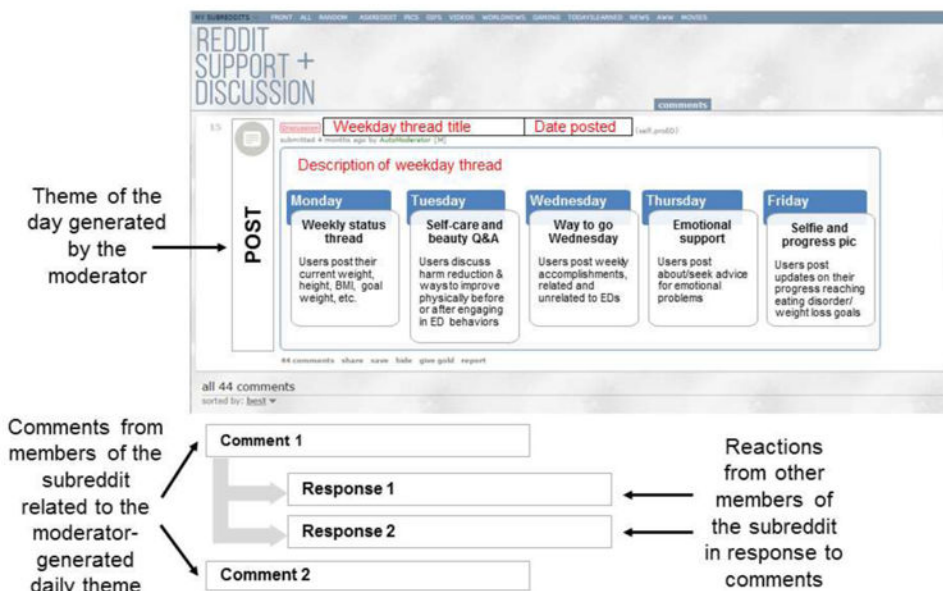 MY SUBREDDITS FRONT ALL RANDOM ASKREDDIT PICS GIFS VIDEOS WORLDNEWS GAMING TODAYILEARNED NEWS AWW MOVIES
REDDIT
SUPPORT +
DISCUSSION
comments
15
Discussion Weekday thread title Date posted (self.proED)
submitted 4 months ago by AutoModerator [M]
Description of weekday thread
Theme of the
day generated
by the
moderator
POST
Monday
Weekly status
thread
Users post their
current weight,
height, BMI, goal
weight, etc.
Tuesday
Self-care and
beauty Q&A
Users discuss
harm reduction &
ways to improve
physically before
or after engaging
in ED behaviors
Wednesday
Way to go
Wednesday
Users post weekly
accomplishments,
related and
unrelated to EDs
Thursday
Emotional
support
Users post
about/seek advice
for emotional
problems
Friday
Selfie and
progress pic
Users post
updates on their
progress reaching
eating disorder/
weight loss goals
44 comments share save hide give gold report
all 44 comments
sorted by: best
Comments from
members of the
subreddit
related to the
moderator-
generated
daily theme
Comment 1
Response 1
Response 2
Comment 2
Reactions
from other
members of
the subreddit
in response to
comments